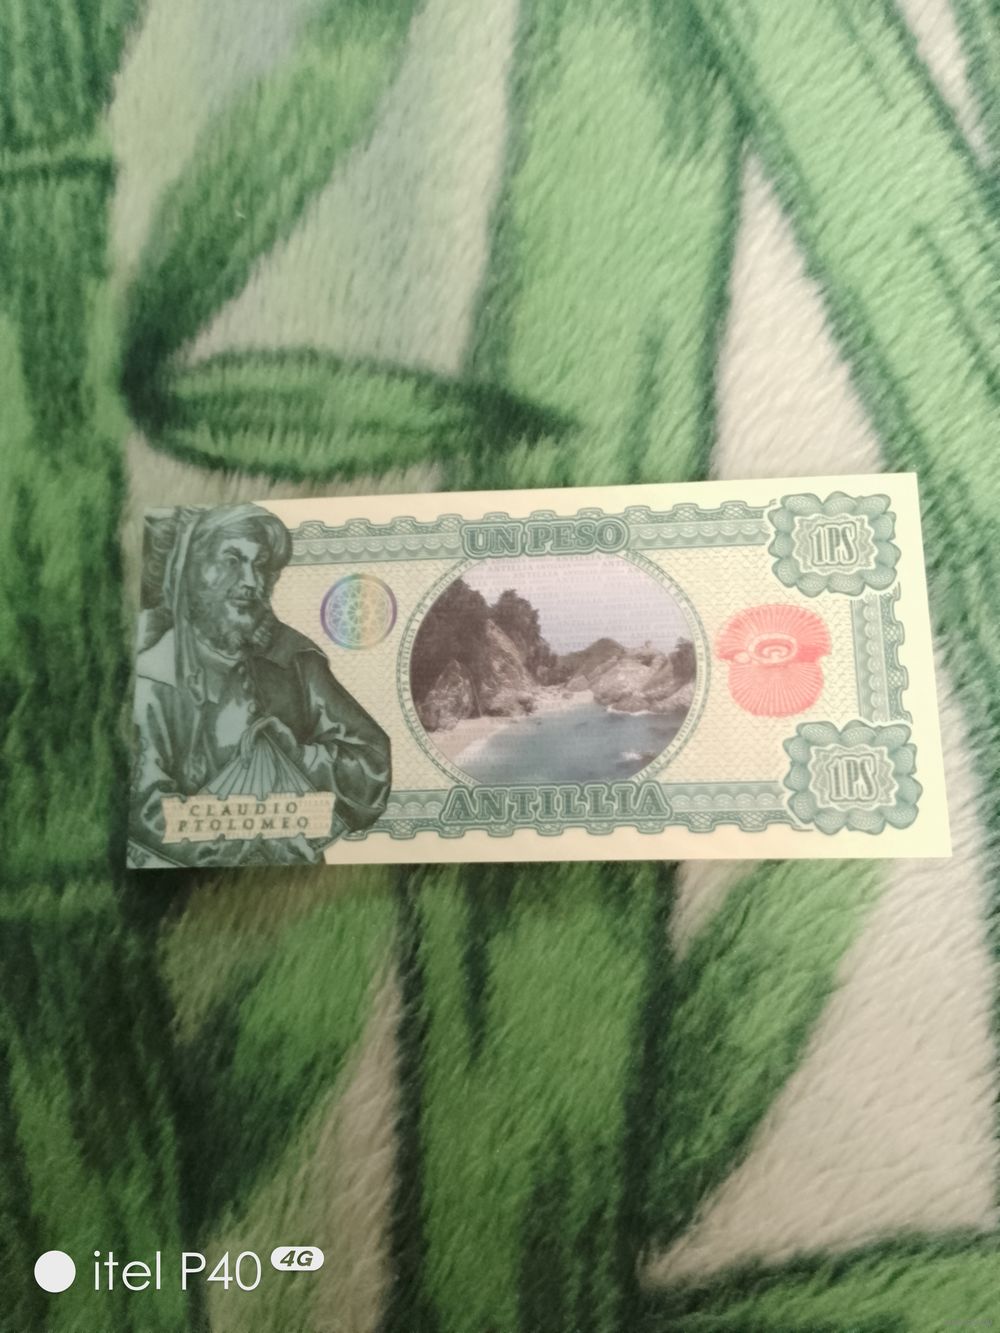 UN PESO
1PS
ANTILLIA
1PS
CLAUDIO
PTOLOMEO
itel P40 4G